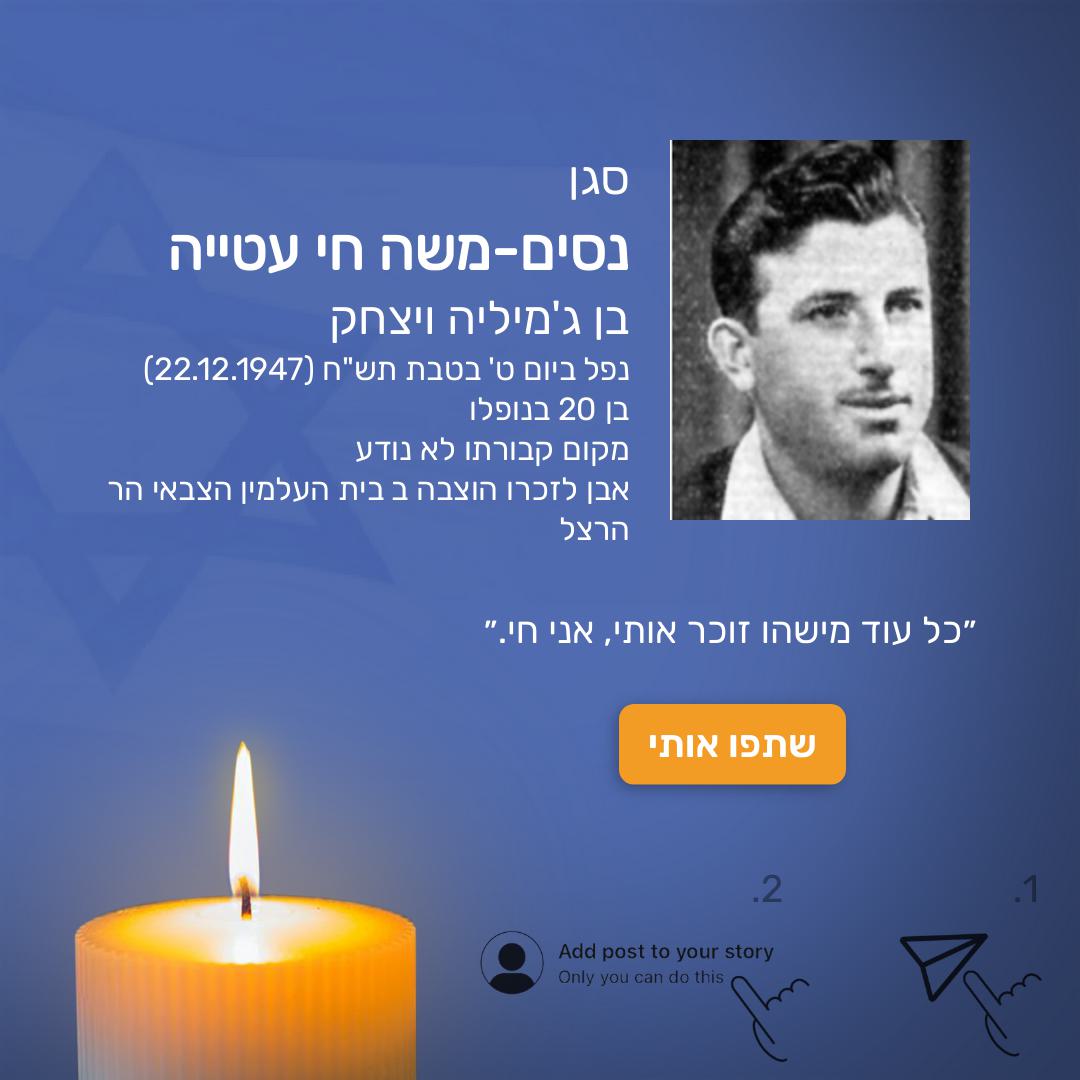 סגן
נסים-משה חי עטייה
בן ג'מיליה ויצחק
נפל ביום ט' בטבת תש"ח (22.12.1947)
בן 20 בנופלו
מקום קבורתו לא נודע
אבן לזכרו הוצבה ב בית העלמין הצבאי הר
הרצל
״כל עוד מישהו זוכר אותי, אני חי.״
שתפו אותי
1.
2.
Add post to your story
Only you can do this